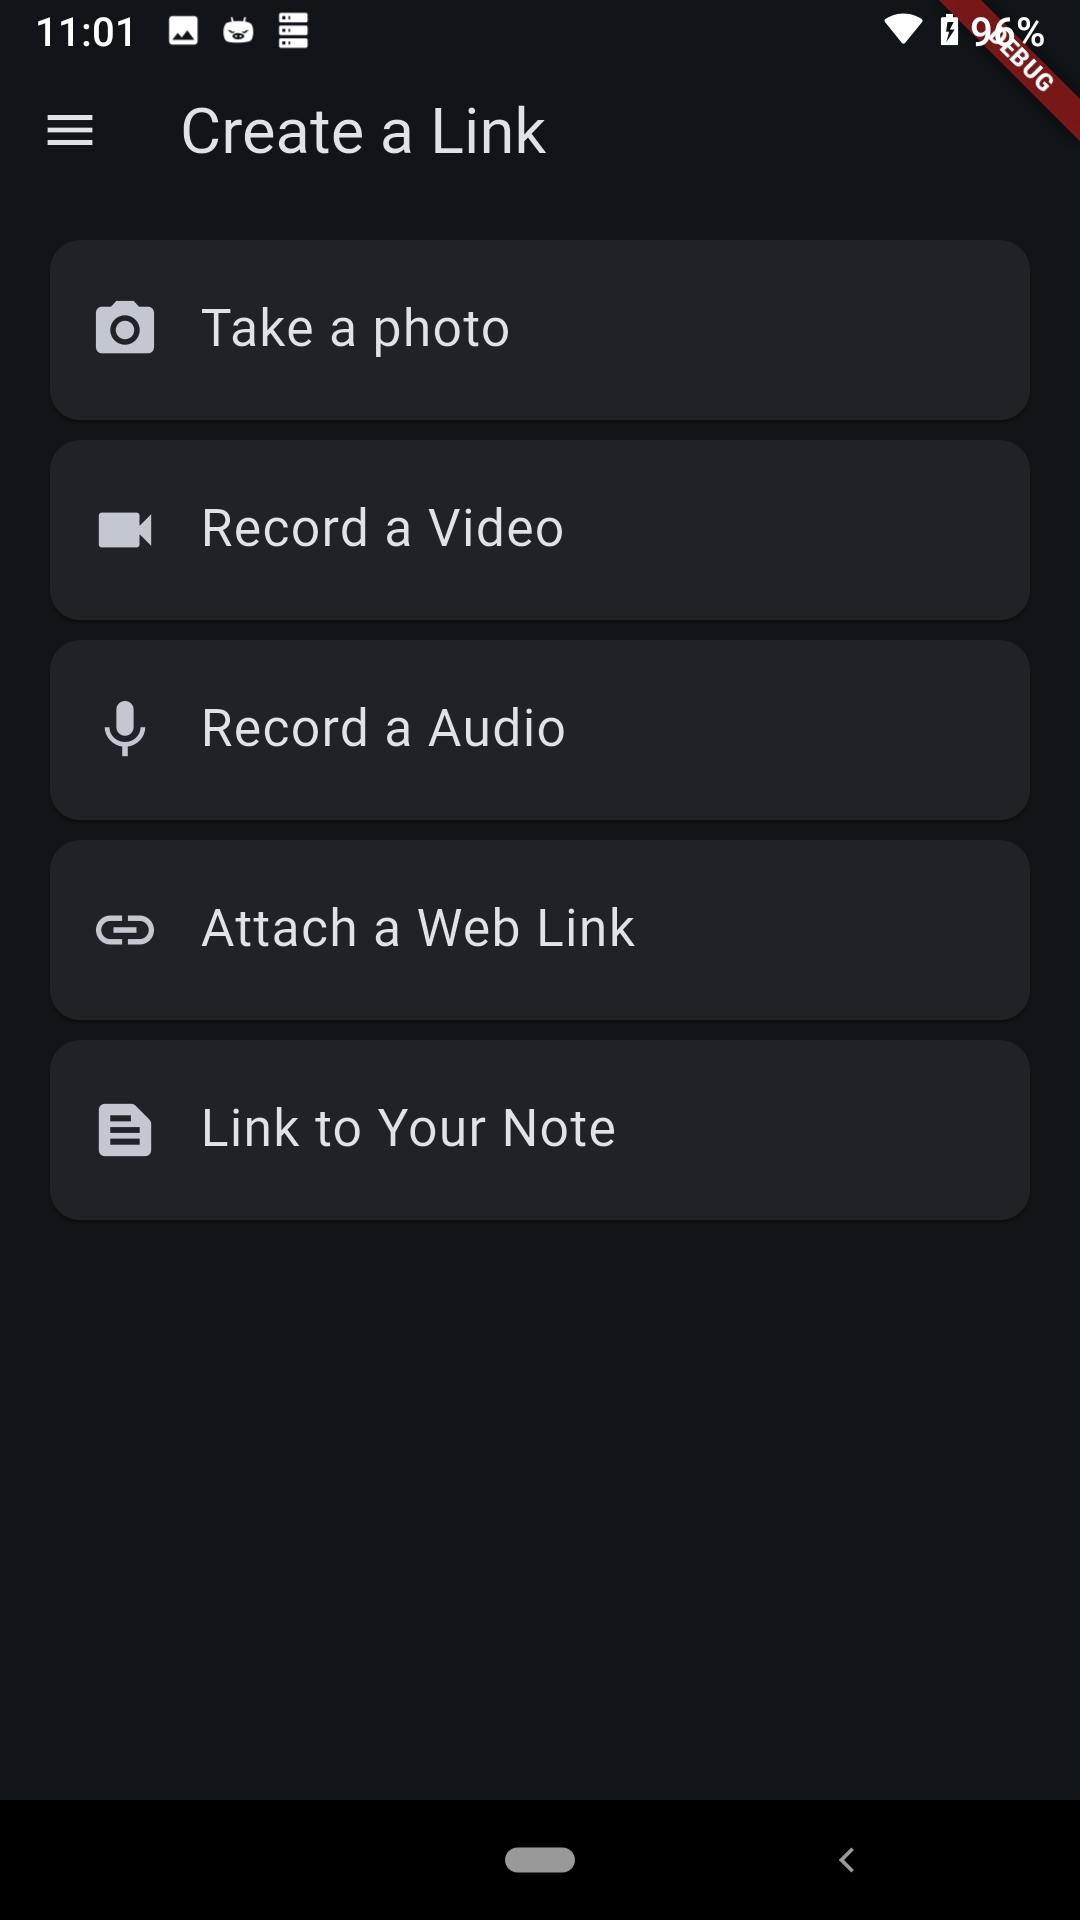 11:01 96%
DEBUG
Create a Link
Take a photo
Record a Video
Record a Audio
Attach a Web Link
Link to Your Note